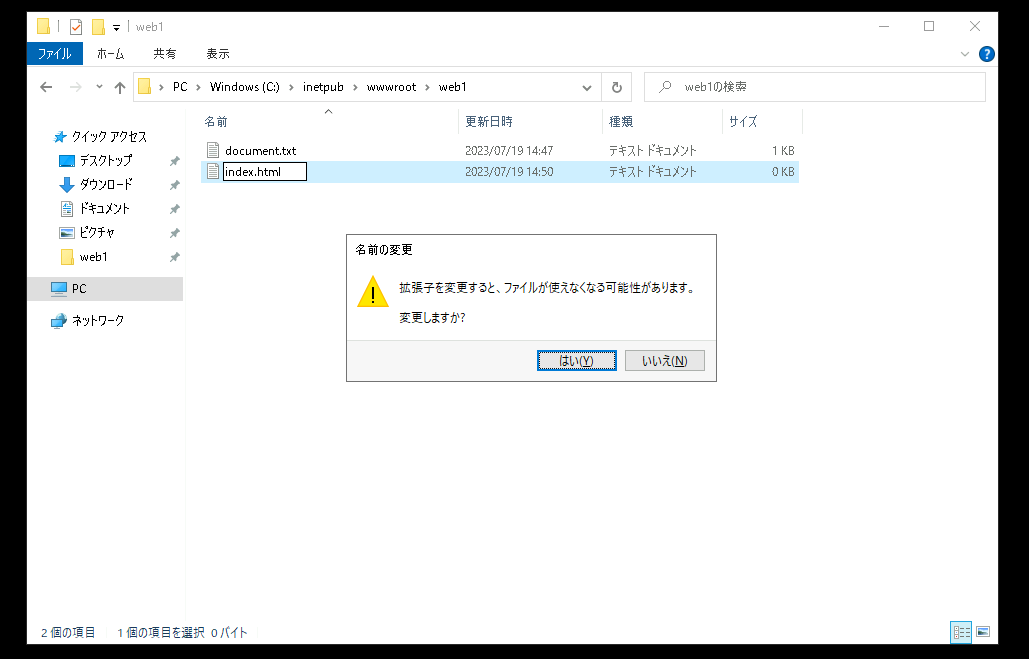 web1
ファイル ホーム 共有 表示
PC Windows (C:) inetpub wwwroot web1 web1の検索
名前 更新日時 種類 サイズ
クイック アクセス
デスクトップ
ダウンロード
ドキュメント
ピクチャ
web1
PC
ネットワーク
document.txt 2023/07/19 14:47 テキスト ドキュメント 1 KB
index.html 2023/07/19 14:50 テキスト ドキュメント 0 KB
名前の変更
拡張子を変更すると、ファイルが使えなくなる可能性があります。
変更しますか?
はい(Y) いいえ(N)
2 個の項目 1 個の項目を選択 0 バイト